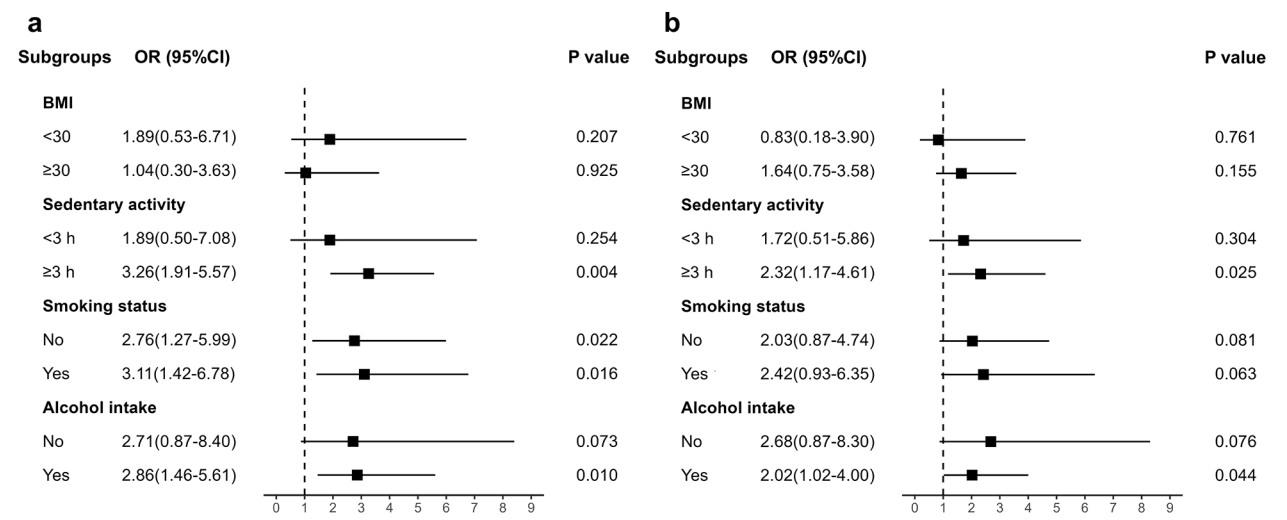 a
Subgroups OR (95%CI) P value
BMI
<30 1.89(0.53-6.71) 0.207
≥30 1.04(0.30-3.63) 0.925
Sedentary activity
<3 h 1.89(0.50-7.08) 0.254
≥3 h 3.26(1.91-5.57) 0.004
Smoking status
No 2.76(1.27-5.99) 0.022
Yes 3.11(1.42-6.78) 0.016
Alcohol intake
No 2.71(0.87-8.40) 0.073
Yes 2.86(1.46-5.61) 0.010
0 1 2 3 4 5 6 7 8 9
b
Subgroups OR (95%CI) P value
BMI
<30 0.83(0.18-3.90) 0.761
≥30 1.64(0.75-3.58) 0.155
Sedentary activity
<3 h 1.72(0.51-5.86) 0.304
≥3 h 2.32(1.17-4.61) 0.025
Smoking status
No 2.03(0.87-4.74) 0.081
Yes 2.42(0.93-6.35) 0.063
Alcohol intake
No 2.68(0.87-8.30) 0.076
Yes 2.02(1.02-4.00) 0.044
0 1 2 3 4 5 6 7 8 9